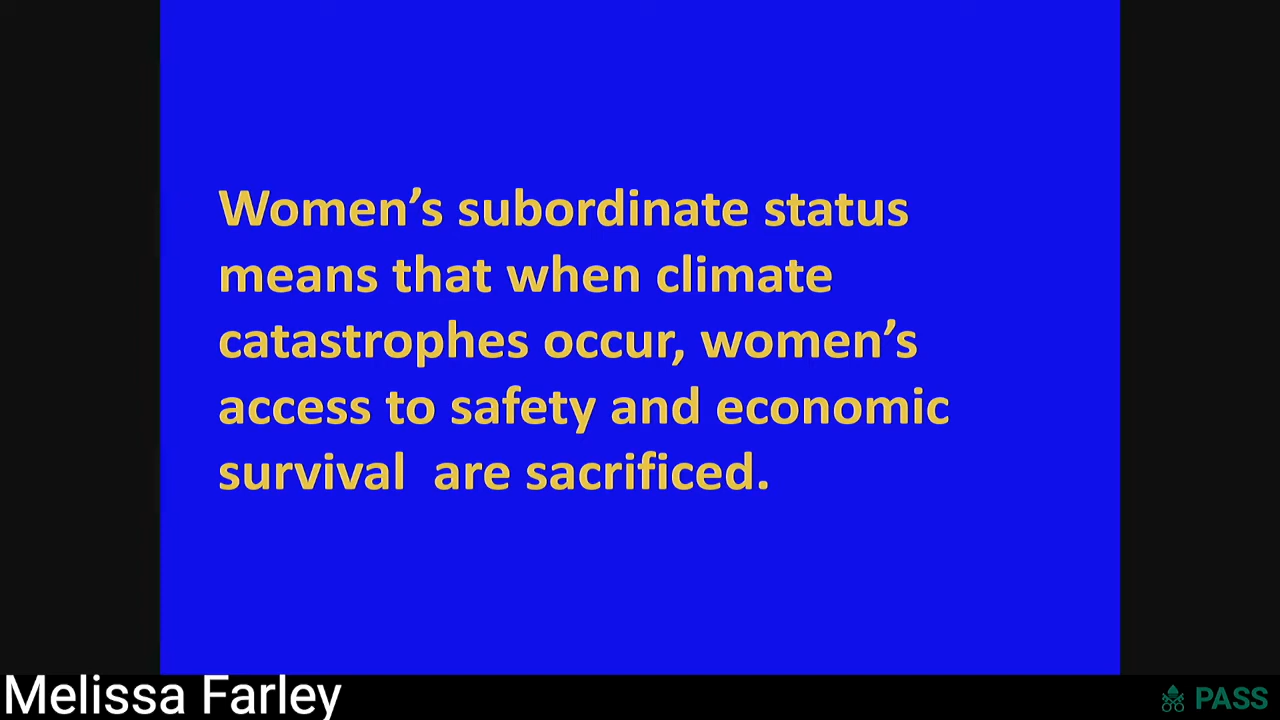 Women’s subordinate status
means that when climate
catastrophes occur, women’s
access to safety and economic
survival  are sacrificed.
Melissa Farley
PASS